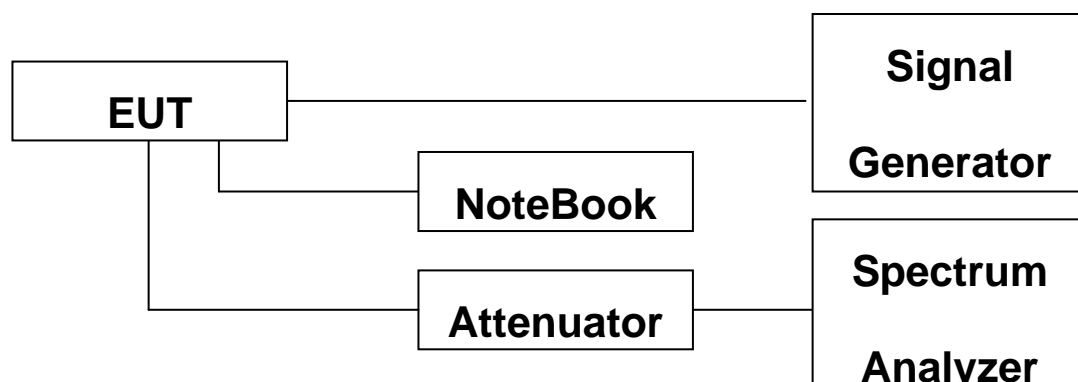 EUT
Signal
Generator
NoteBook
Attenuator
Spectrum
Analyzer